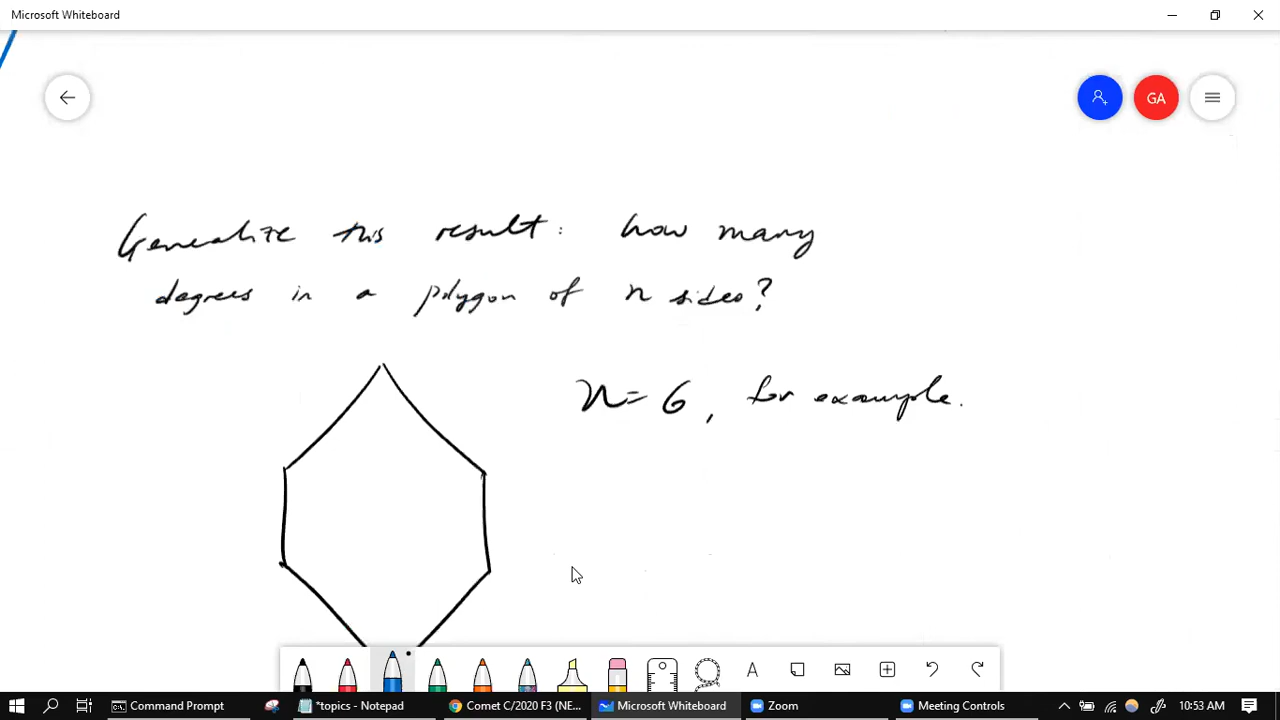 Microsoft Whiteboard
GA
Generalize this result: how many
degrees in a polygon of n sides?
n=6, for example.
A
Command Prompt
*topics - Notepad
Comet C/2020 F3 (NE...
Microsoft Whiteboard
Zoom
Meeting Controls
10:53 AM